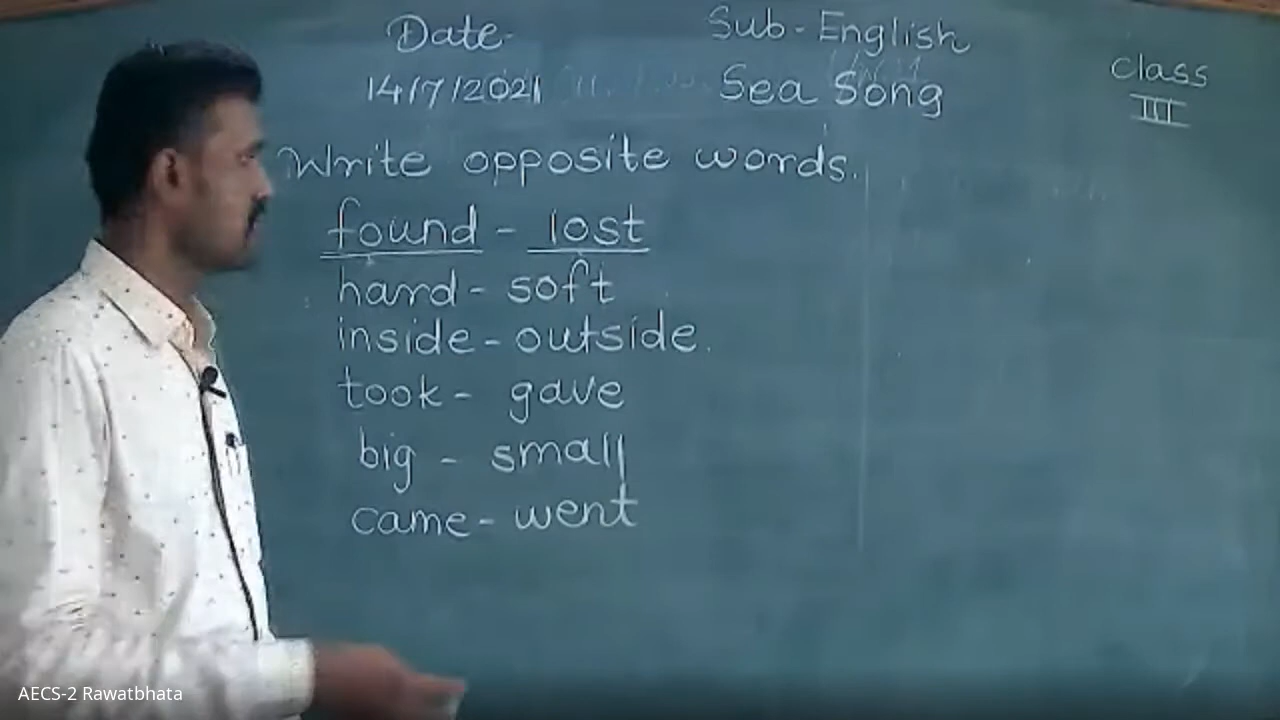 Date
Sub - English
14/7/2021
Sea Song
class
III
Write opposite words.
found - lost
hard - soft
inside - outside.
took - gave
big - small
came - went
AECS-2 Rawatbhata